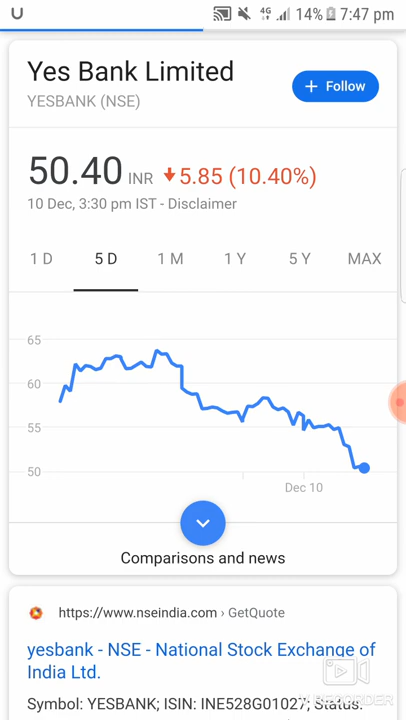 4G 14% 7:47 pm
Yes Bank Limited
YESBANK (NSE)
+ Follow
50.40 INR 5.85 (10.40%)
10 Dec, 3:30 pm IST - Disclaimer
1 D 5 D 1 M 1 Y 5 Y MAX
65
60
55
50
Dec 10
Comparisons and news
https://www.nseindia.com › GetQuote
yesbank - NSE - National Stock Exchange of
India Ltd.
Symbol: YESBANK; ISIN: INE528G01027; Status.
RECORDER